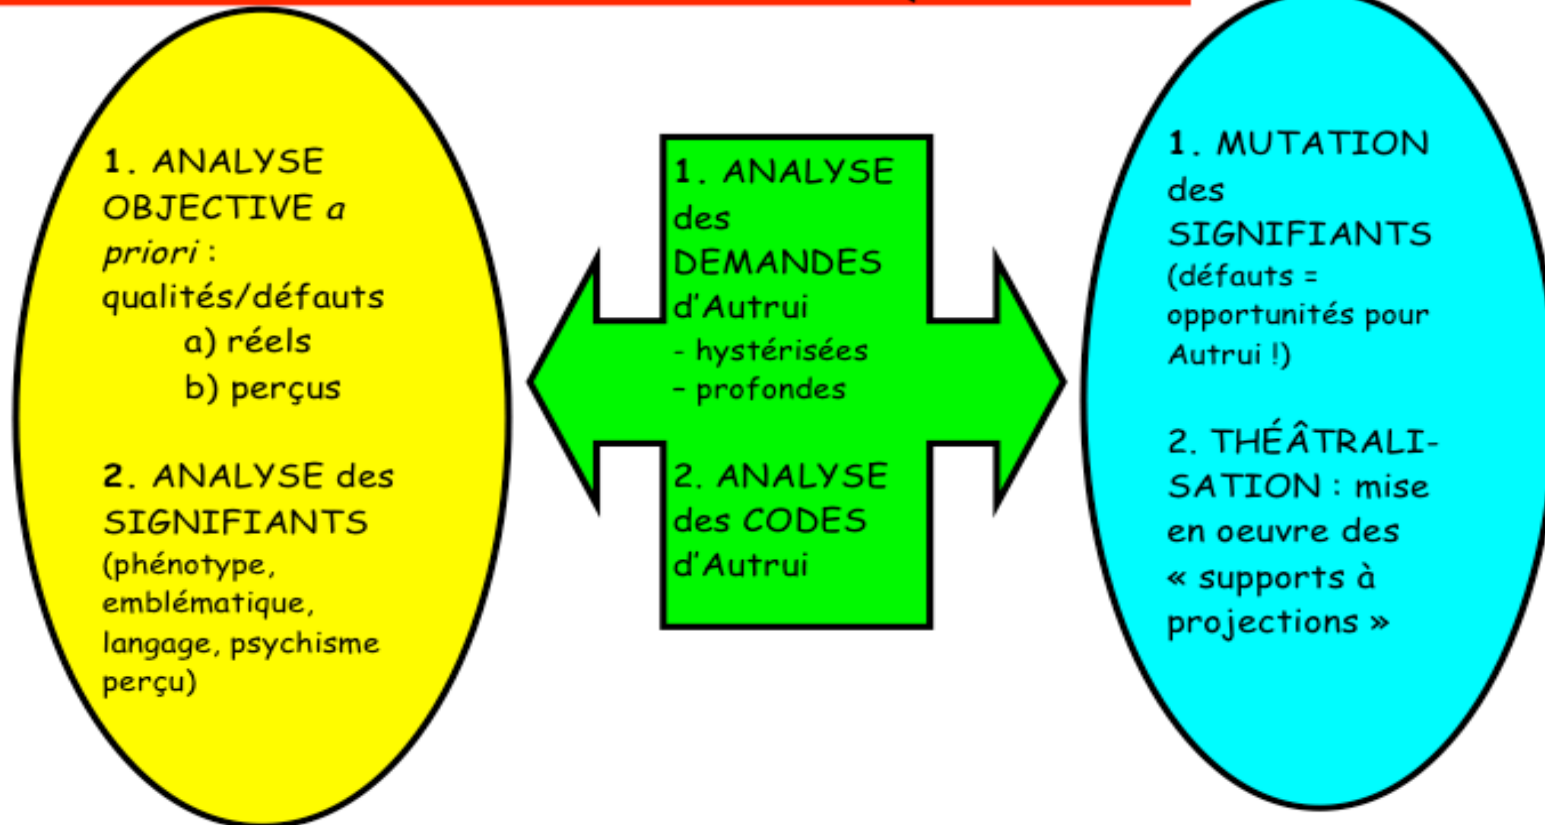 1. ANALYSE
OBJECTIVE a
priori :
qualités/défauts
a) réels
b) perçus
2. ANALYSE des
SIGNIFIANTS
(phénotype,
emblématique,
langage, psychisme
perçu)
1. ANALYSE
des
DEMANDES
d'Autrui
- hystérisées
– profondes
2. ANALYSE
des CODES
d'Autrui
1. MUTATION
des
SIGNIFIANTS
(défauts =
opportunités pour
Autrui !)
2. THÉÂTRALI-
SATION : mise
en oeuvre des
« supports à
projections »